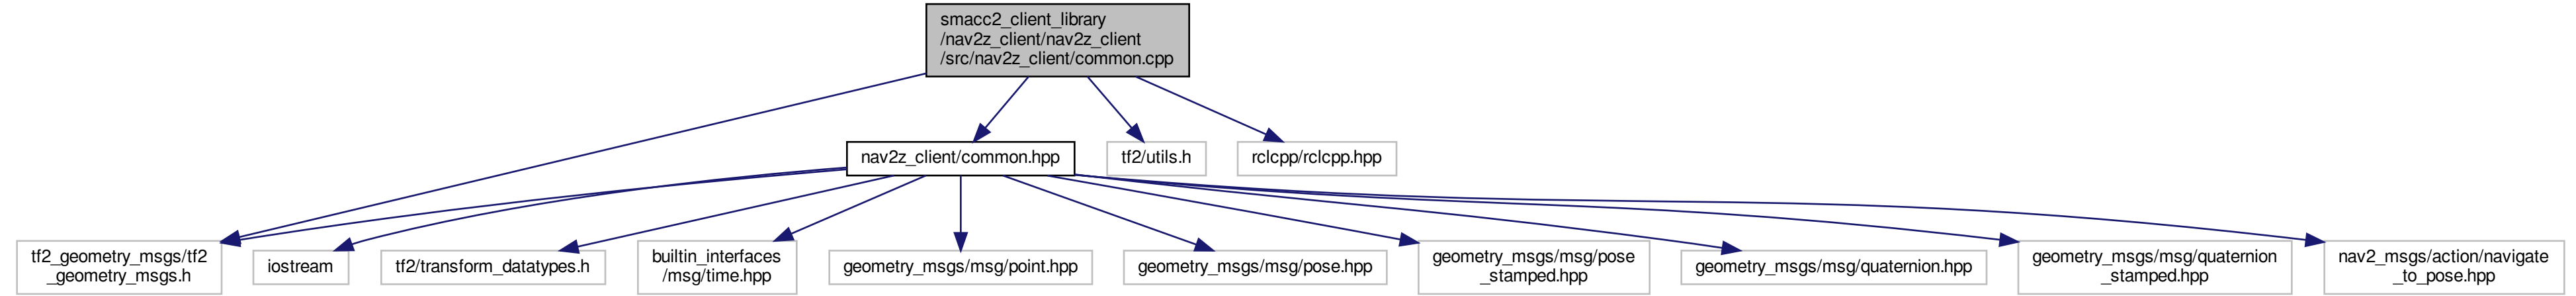 smacc2_client_library
/nav2z_client/nav2z_client
/src/nav2z_client/common.cpp
nav2z_client/common.hpp
tf2/utils.h
rclcpp/rclcpp.hpp
tf2_geometry_msgs/tf2
_geometry_msgs.h
iostream
tf2/transform_datatypes.h
builtin_interfaces
/msg/time.hpp
geometry_msgs/msg/point.hpp
geometry_msgs/msg/pose.hpp
geometry_msgs/msg/pose
_stamped.hpp
geometry_msgs/msg/quaternion.hpp
geometry_msgs/msg/quaternion
_stamped.hpp
nav2_msgs/action/navigate
_to_pose.hpp